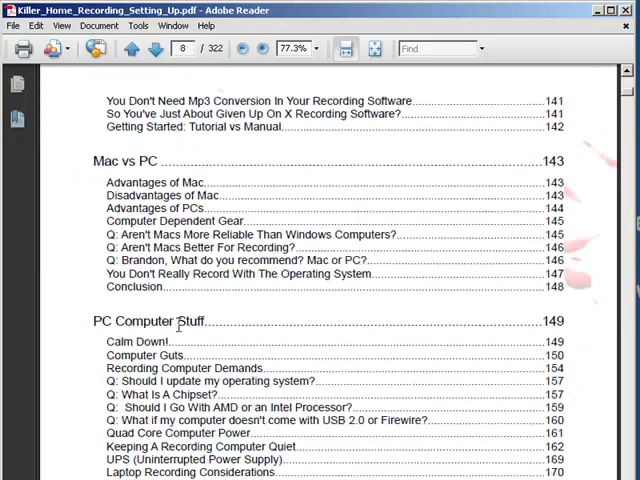 Killer_Home_Recording_Setting_Up.pdf - Adobe Reader
File Edit View Document Tools Window Help
8 / 322 77.3% Find
You Don't Need Mp3 Conversion In Your Recording Software 141
So You've Just About Given Up On X Recording Software? 141
Getting Started: Tutorial vs Manual 142
Mac vs PC 143
Advantages of Mac 143
Disadvantages of Mac 143
Advantages of PCs 144
Computer Dependent Gear 145
Q: Aren't Macs More Reliable Than Windows Computers? 145
Q: Aren't Macs Better For Recording? 146
Q: Brandon, What do you recommend? Mac or PC? 146
You Don't Really Record With The Operating System 147
Conclusion 148
PC Computer Stuff 149
Calm Down! 149
Computer Guts 150
Recording Computer Demands 154
Q: Should I update my operating system? 157
Q: What Is A Chipset? 157
Q: Should I Go With AMD or an Intel Processor? 159
Q: What if my computer doesn't come with USB 2.0 or Firewire? 160
Quad Core Computer Power 161
Keeping A Recording Computer Quiet 162
UPS (Uninterrupted Power Supply) 169
Laptop Recording Considerations 170